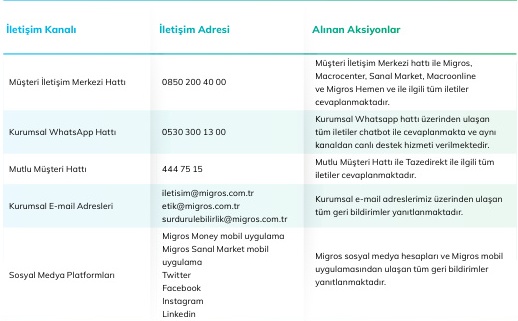 İletişim Kanalı
İletişim Adresi
Alınan Aksiyonlar
Müşteri İletişim Merkezi Hattı
0850 200 40 00
Müşteri İletişim Merkezi hattı ile Migros,
Macrocenter, Sanal Market, Macroonline
ve Migros Hemen ve ile ilgili tüm iletiler
cevaplanmaktadır.
Kurumsal WhatsApp Hattı
0530 300 13 00
Kurumsal Whatsapp hattı üzerinden ulaşan
tüm iletiler chatbot ile cevaplanmakta ve aynı
kanaldan canlı destek hizmeti verilmektedir.
Mutlu Müşteri Hattı
444 75 15
Mutlu Müşteri Hattı ile Tazedirekt ile ilgili tüm
iletiler cevaplanmaktadır.
Kurumsal E-mail Adresleri
iletisim@migros.com.tr
etik@migros.com.tr
surdurulebilirlik@migros.com.tr
Kurumsal e-mail adreslerimiz üzerinden ulaşan
tüm geri bildirimler yanıtlanmaktadır.
Sosyal Medya Platformları
Migros Money mobil uygulama
Migros Sanal Market mobil
uygulama
Twitter
Facebook
Instagram
Linkedin
Migros sosyal medya hesapları ve Migros mobil
uygulamasından ulaşan tüm geri bildirimler
yanıtlanmaktadır.